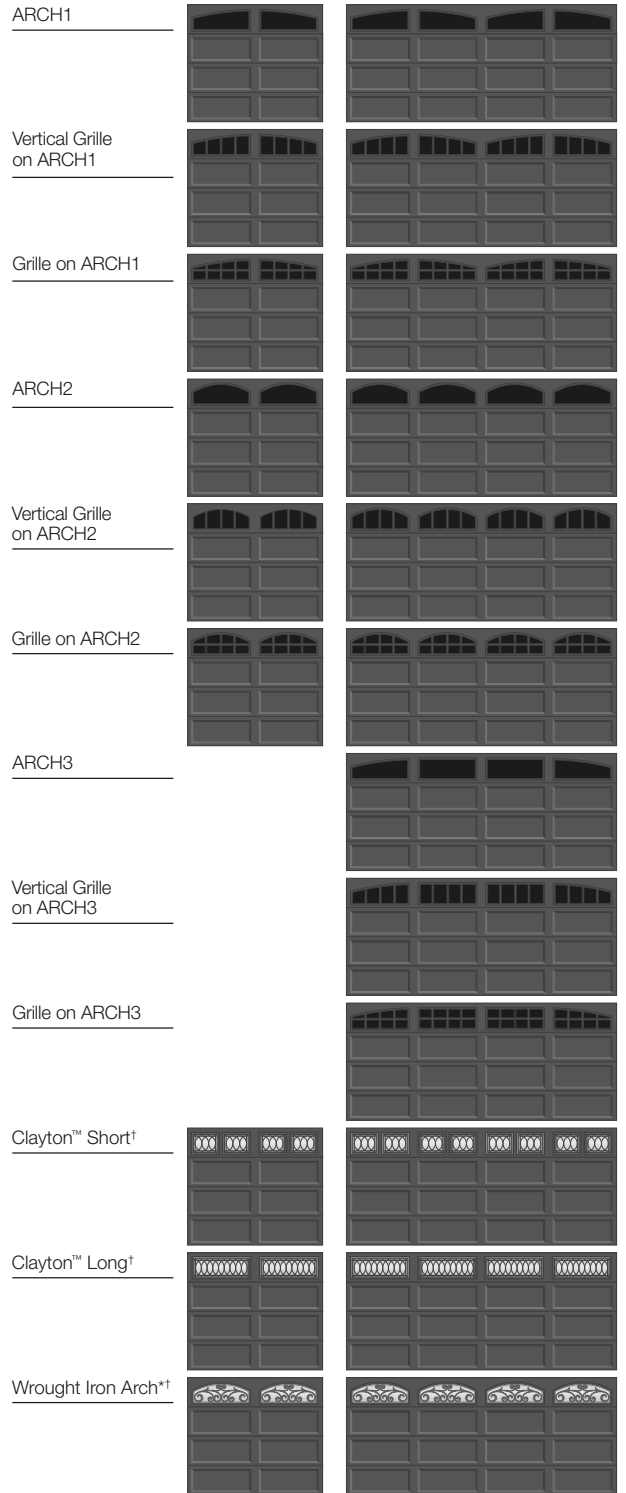 ARCH1
Vertical Grille
on ARCH1
Grille on ARCH1
ARCH2
Vertical Grille
on ARCH2
Grille on ARCH2
ARCH3
Vertical Grille
on ARCH3
Grille on ARCH3
Clayton™ Short†
Clayton™ Long†
Wrought Iron Arch*†